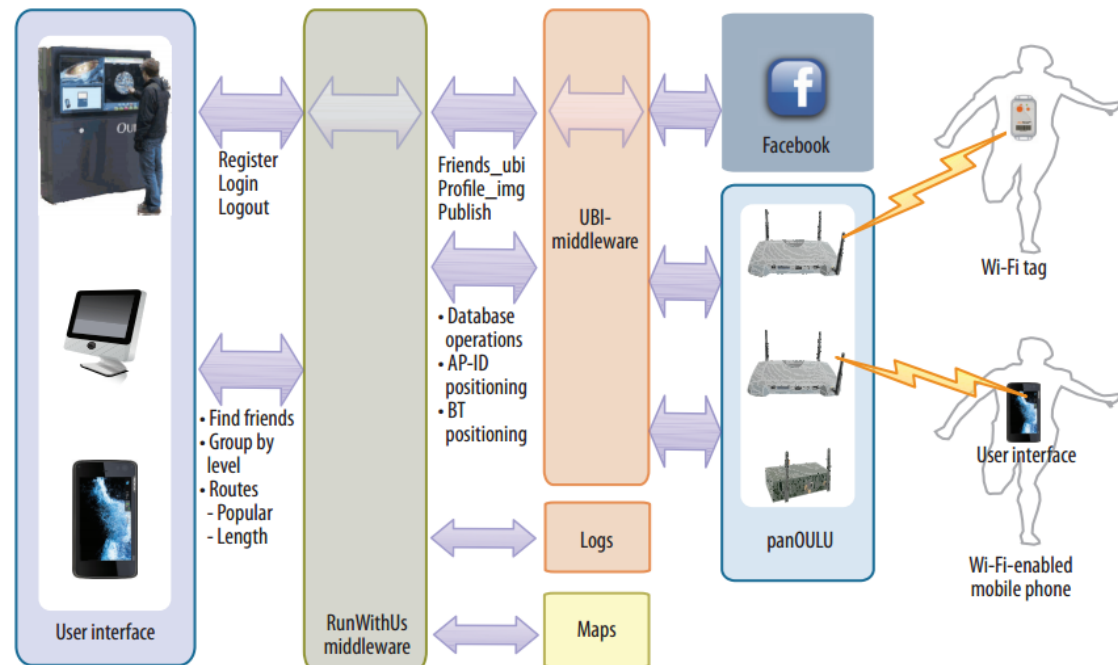 OU
Register
Login
Logout
• Find friends
• Group by
level
• Routes
- Popular
- Length
User interface
RunWithUs
middleware
Friends_ubi
Profile_img
Publish
• Database
operations
• AP-ID
positioning
• BT
positioning
UBI-
middleware
Logs
Maps
f
Facebook
panOULU
Wi-Fi tag
User interface
Wi-Fi-enabled
mobile phone